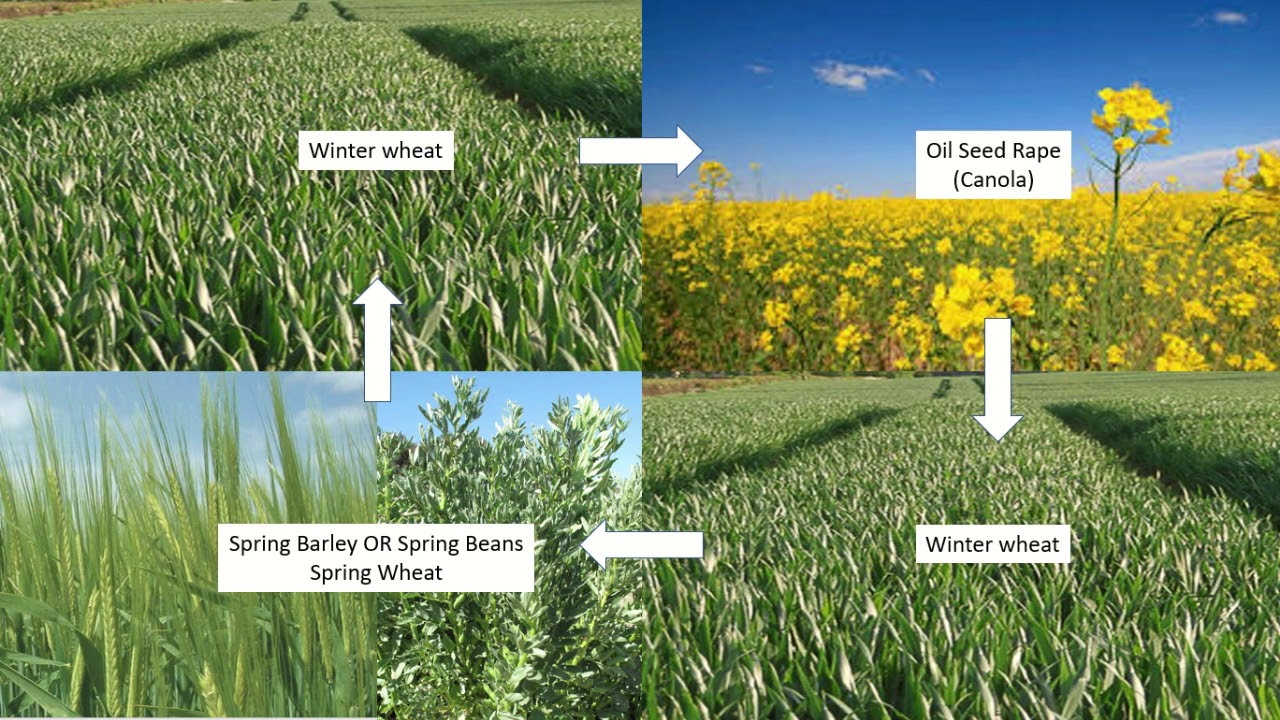 Winter wheat
Oil Seed Rape
(Canola)
Spring Barley OR Spring Beans
Spring Wheat
Winter wheat